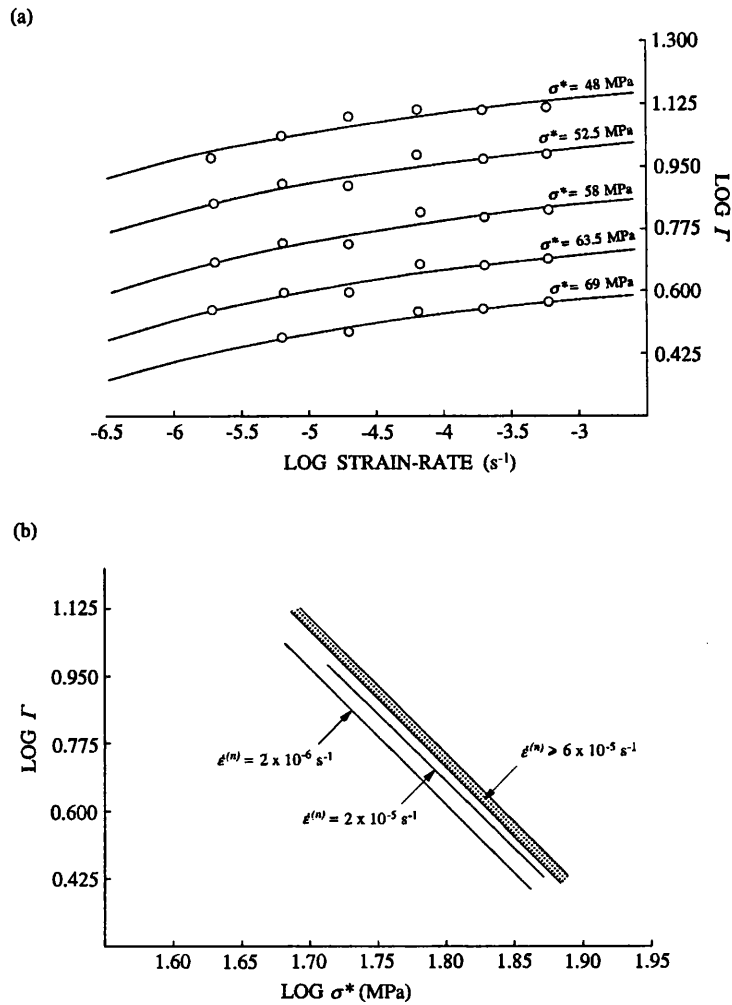 (a)
1.300
1.125
0.950
0.775
0.600
0.425
LOG Γ
σ* = 48 MPa
σ* = 52.5 MPa
σ* = 58 MPa
σ* = 63.5 MPa
σ* = 69 MPa
-6.5 -6 -5.5 -5 -4.5 -4 -3.5 -3
LOG STRAIN-RATE (s⁻¹)
(b)
1.125
0.950
0.775
0.600
0.425
LOG Γ
ε̇⁽ⁿ⁾ = 2 x 10⁻⁶ s⁻¹
ε̇⁽ⁿ⁾ = 2 x 10⁻⁵ s⁻¹
ε̇⁽ⁿ⁾ ⩾ 6 x 10⁻⁵ s⁻¹
1.60 1.65 1.70 1.75 1.80 1.85 1.90 1.95
LOG σ* (MPa)